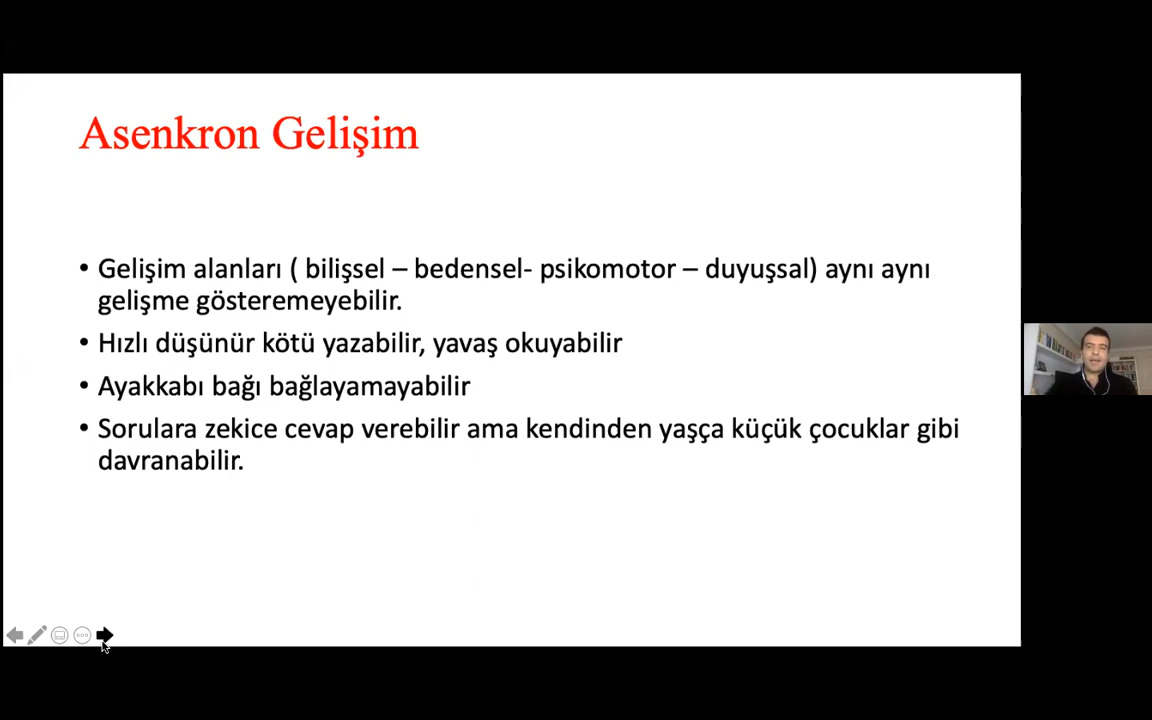 Asenkron Gelişim
• Gelişim alanları ( bilişsel – bedensel- psikomotor – duyuşsal) aynı aynı
gelişme gösteremeyebilir.
• Hızlı düşünür kötü yazabilir, yavaş okuyabilir
• Ayakkabı bağı bağlayamayabilir
• Sorulara zekice cevap verebilir ama kendinden yaşça küçük çocuklar gibi
davranabilir.